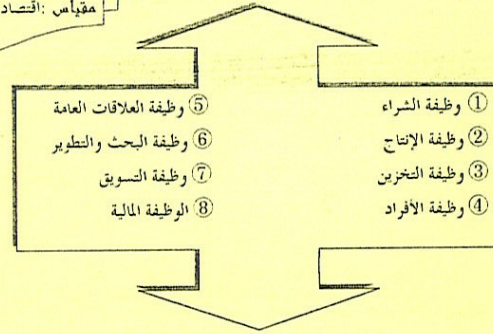 مقياس :اقتصاد
① وظيفة الشراء
② وظيفة الإنتاج
③ وظيفة التخزين
④ وظيفة الأفراد
⑤ وظيفة العلاقات العامة
⑥ وظيفة البحث والتطوير
⑦ وظيفة التسويق
⑧ الوظيفة المالية